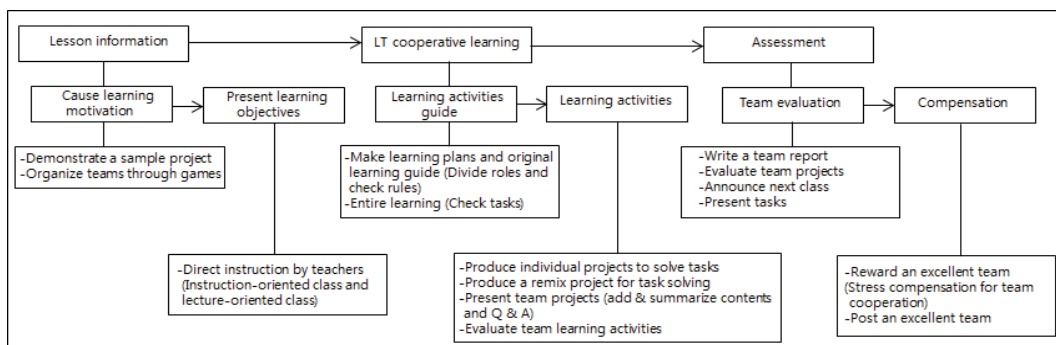 Lesson information
LT cooperative learning
Assessment
Cause learning
motivation
Present learning
objectives
Learning activities
guide
Learning activities
Team evaluation
Compensation
-Demonstrate a sample project
-Organize teams through games
-Make learning plans and original
learning guide (Divide roles and
check rules)
-Entire learning (Check tasks)
-Write a team report
-Evaluate team projects
-Announce next class
-Present tasks
-Direct instruction by teachers
(Instruction-oriented class and
lecture-oriented class)
-Produce individual projects to solve tasks
-Produce a remix project for task solving
-Present team projects (add & summarize contents
and Q & A)
-Evaluate team learning activities
-Reward an excellent team
(Stress compensation for team
cooperation)
-Post an excellent team